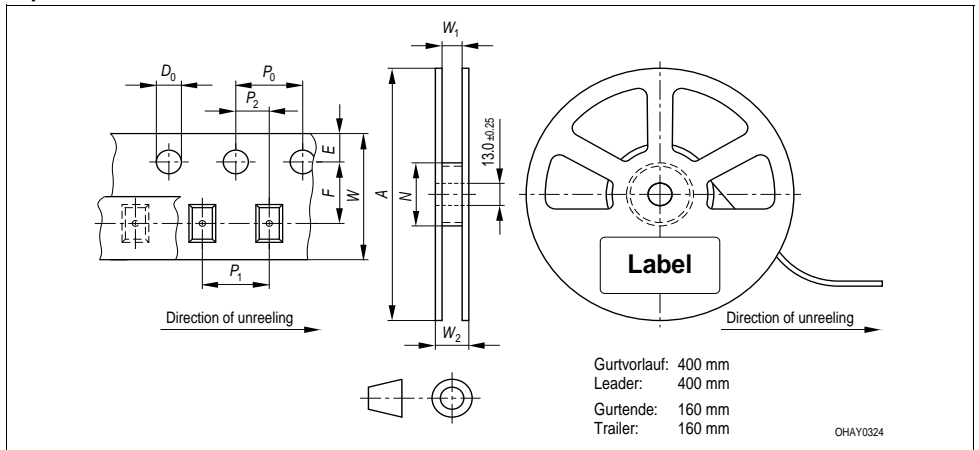 W1
D0
P0
P2
E
F
W
A
N
13.0 ±0.25
P1
W2
Label
Direction of unreeling
Direction of unreeling
Gurtvorlauf: 400 mm
Leader: 400 mm
Gurtende: 160 mm
Trailer: 160 mm
OHAY0324